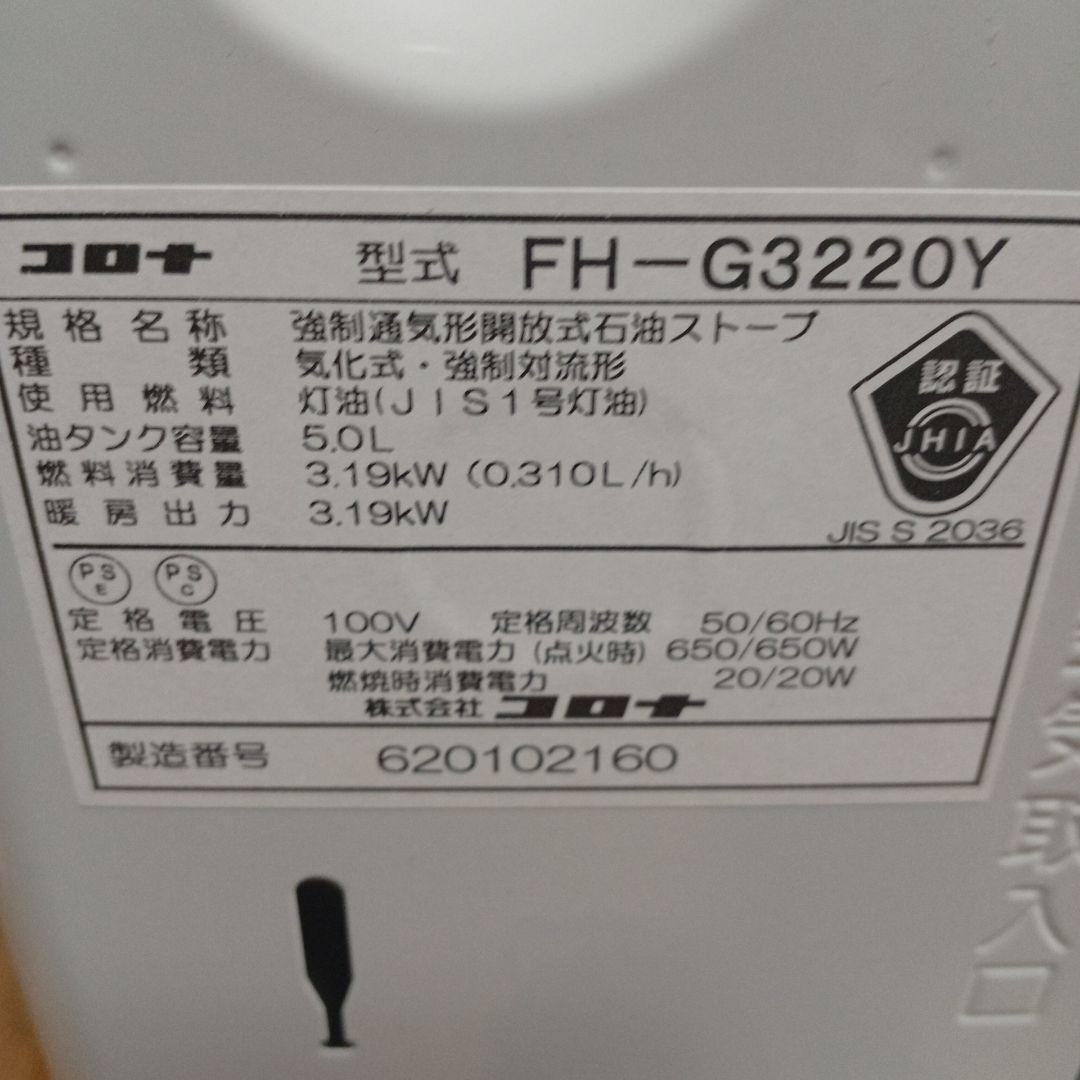 コロナ 型式 FH-G3220Y
規格名称 強制通気形開放式石油ストーブ
種類 気化式・強制対流形
使用燃料 灯油(JIS1号灯油)
油タンク容量 5.0L
燃料消費量 3.19kW (0.310L/h)
暖房出力 3.19kW
認証
JHIA
JIS S 2036
PS E PS C
定格電圧 100V 定格周波数 50/60Hz
定格消費電力 最大消費電力 (点火時) 650/650W
燃焼時消費電力 20/20W
株式会社 コロナ
製造番号 620102160
気取入口